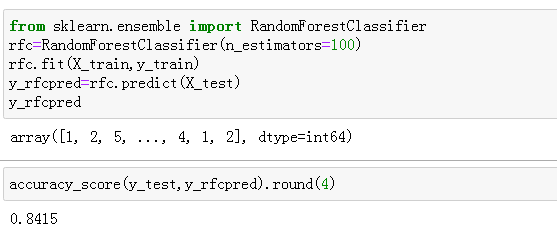 from sklearn.ensemble import RandomForestClassifier
rfc=RandomForestClassifier(n_estimators=100)
rfc.fit(X_train,y_train)
y_rfcpred=rfc.predict(X_test)
y_rfcpred
array([1, 2, 5, ..., 4, 1, 2], dtype=int64)
accuracy_score(y_test,y_rfcpred).round(4)
0.8415